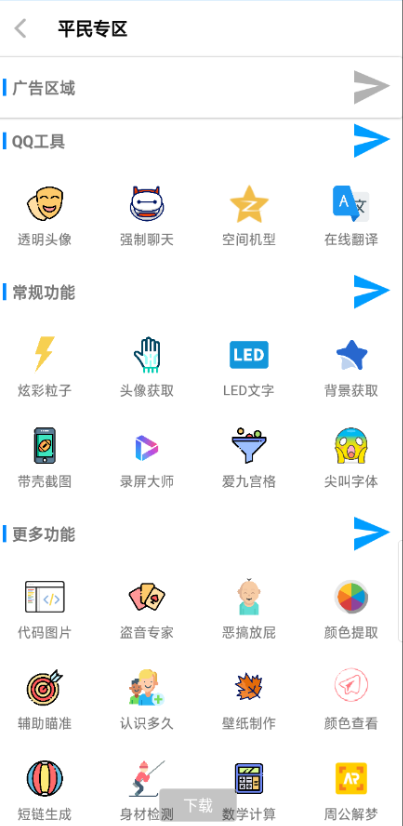 平民专区
广告区域
QQ工具
透明头像 强制聊天 空间机型 在线翻译
常规功能
炫彩粒子 头像获取 LED文字 背景获取
带壳截图 录屏大师 爱九宫格 尖叫字体
更多功能
代码图片 盗音专家 恶搞放屁 颜色提取
辅助瞄准 认识多久 壁纸制作 颜色查看
短链生成 身材检测 数学计算 周公解梦
下载